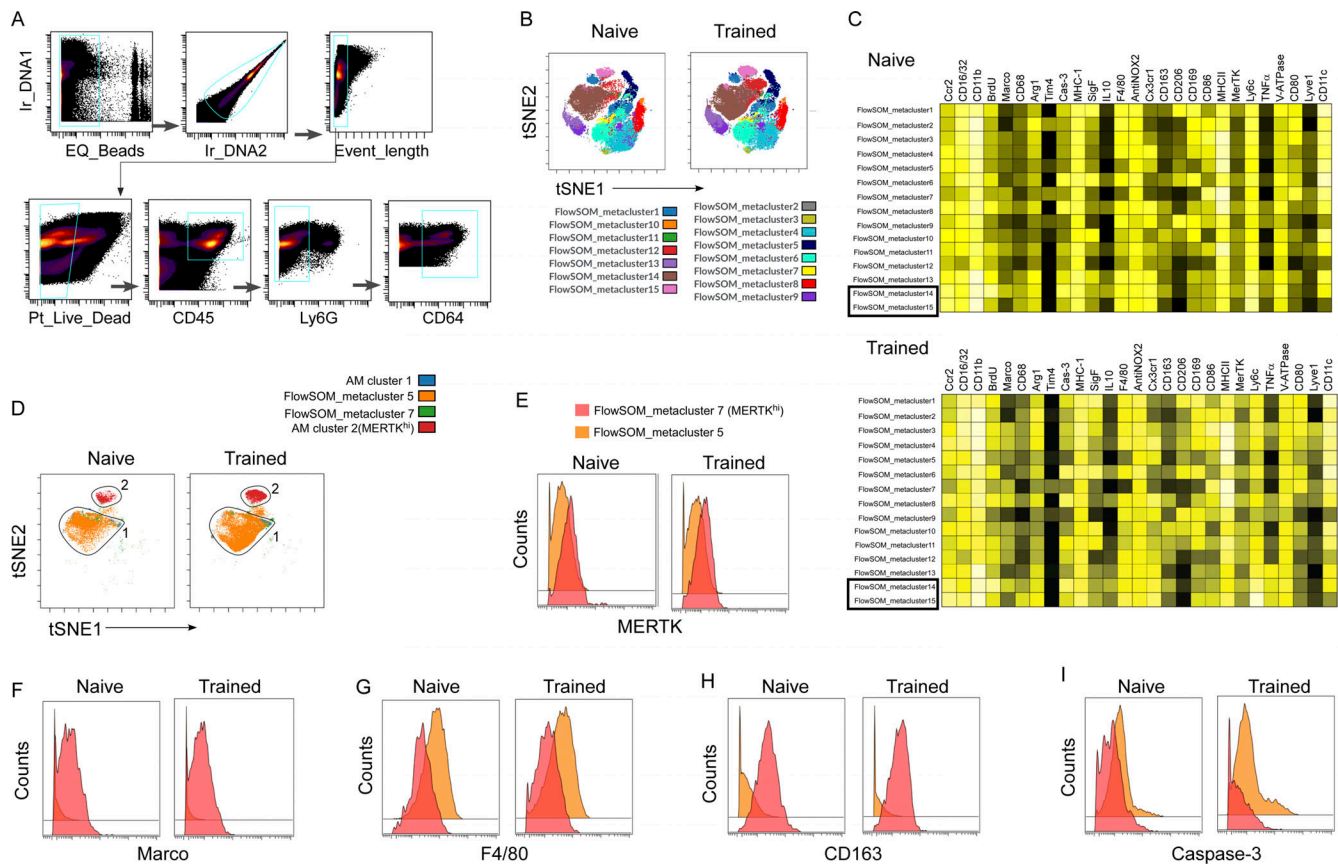 A
Ir_DNA1
EQ_Beads
Ir_DNA2
Event_length
Pt_Live_Dead
CD45
Ly6G
CD64
B
Naive
Trained
tSNE2
tSNE1
FlowSOM_metacluster1
FlowSOM_metacluster10
FlowSOM_metacluster11
FlowSOM_metacluster12
FlowSOM_metacluster13
FlowSOM_metacluster14
FlowSOM_metacluster15
FlowSOM_metacluster2
FlowSOM_metacluster3
FlowSOM_metacluster4
FlowSOM_metacluster5
FlowSOM_metacluster6
FlowSOM_metacluster7
FlowSOM_metacluster8
FlowSOM_metacluster9
C
Naive
Ccr2
CD16/32
CD11b
BrdU
Marco
CD68
Arg1
Tim4
Cas-3
MHC-1
SigF
IL10
F4/80
AntiNOX2
Cx3cr1
CD163
CD206
CD169
CD86
MHCII
MerTK
Ly6c
TNFα
V-ATPase
CD80
Lyve1
CD11c
FlowSOM_metacluster1
FlowSOM_metacluster2
FlowSOM_metacluster3
FlowSOM_metacluster4
FlowSOM_metacluster5
FlowSOM_metacluster6
FlowSOM_metacluster7
FlowSOM_metacluster8
FlowSOM_metacluster9
FlowSOM_metacluster10
FlowSOM_metacluster11
FlowSOM_metacluster12
FlowSOM_metacluster13
FlowSOM_metacluster14
FlowSOM_metacluster15
Trained
Ccr2
CD16/32
CD11b
BrdU
Marco
CD68
Arg1
Tim4
Cas-3
MHC-1
SigF
IL10
F4/80
AntiNOX2
Cx3cr1
CD163
CD206
CD169
CD86
MHCII
MerTK
Ly6c
TNFα
V-ATPase
CD80
Lyve1
CD11c
FlowSOM_metacluster1
FlowSOM_metacluster2
FlowSOM_metacluster3
FlowSOM_metacluster4
FlowSOM_metacluster5
FlowSOM_metacluster6
FlowSOM_metacluster7
FlowSOM_metacluster8
FlowSOM_metacluster9
FlowSOM_metacluster10
FlowSOM_metacluster11
FlowSOM_metacluster12
FlowSOM_metacluster13
FlowSOM_metacluster14
FlowSOM_metacluster15
D
AM cluster 1
FlowSOM_metacluster 5
FlowSOM_metacluster 7
AM cluster 2(MERTKhi)
Naive
Trained
2
1
2
1
tSNE2
tSNE1
E
FlowSOM_metacluster 7 (MERTKhi)
FlowSOM_metacluster 5
Naive
Trained
Counts
MERTK
F
Naive
Trained
Counts
Marco
G
Naive
Trained
Counts
F4/80
H
Naive
Trained
Counts
CD163
I
Naive
Trained
Counts
Caspase-3